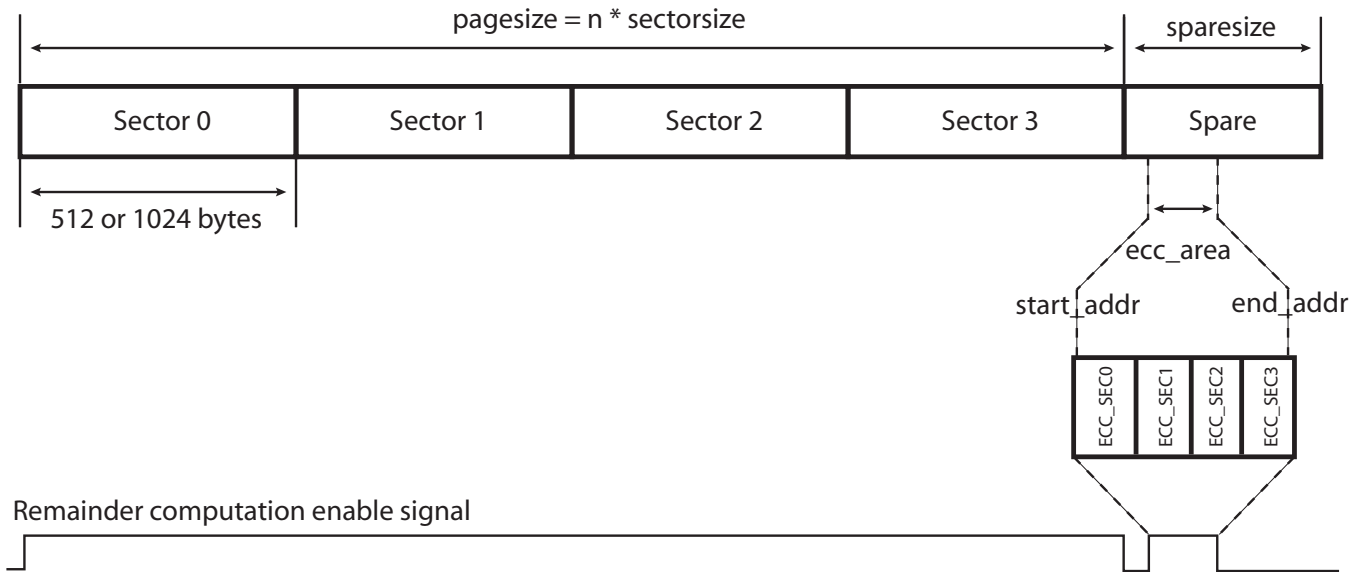 pagesize = n * sectorsize
sparesize
Sector 0
Sector 1
Sector 2
Sector 3
Spare
512 or 1024 bytes
ecc_area
start_addr
end_addr
ECC_SEC0
ECC_SEC1
ECC_SEC2
ECC_SEC3
Remainder computation enable signal